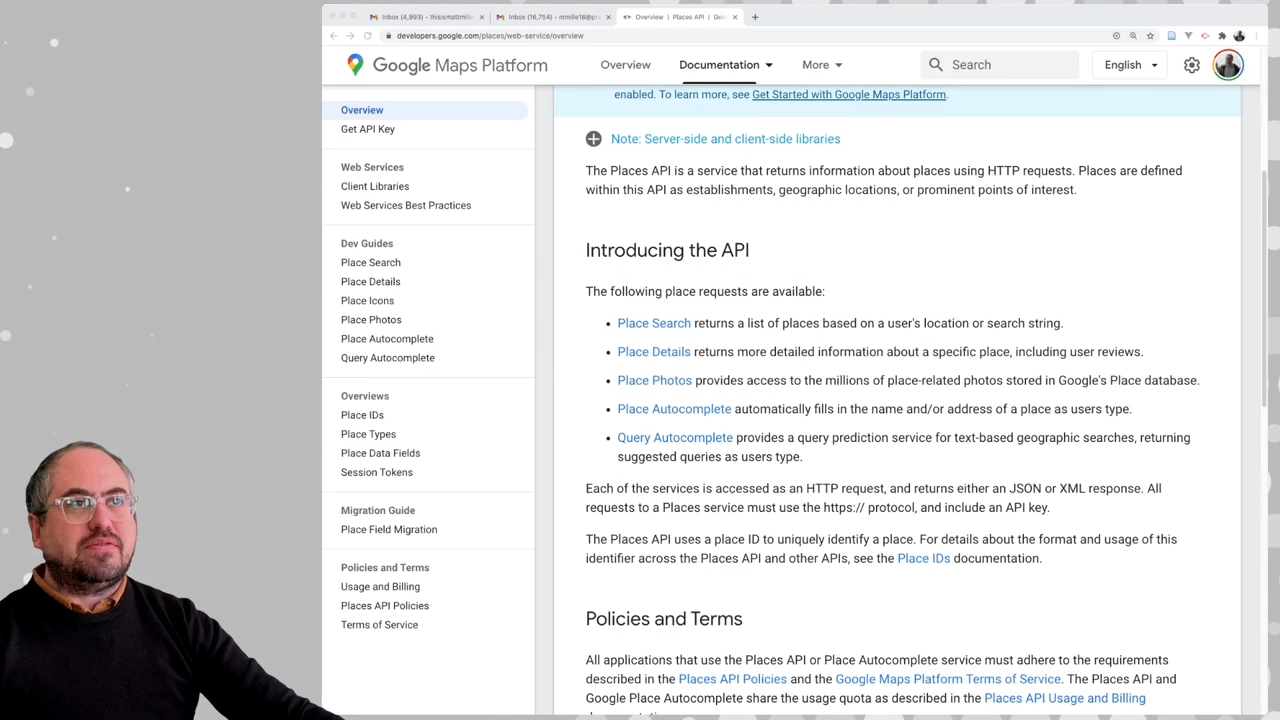 Inbox (4,993) - thisismattmill
Inbox (16,754) - mmille18@pr
Overview | Places API | Goo
developers.google.com/places/web-service/overview
Google Maps Platform
Overview
Documentation
More
Search
English
Overview
Get API Key
Web Services
Client Libraries
Web Services Best Practices
Dev Guides
Place Search
Place Details
Place Icons
Place Photos
Place Autocomplete
Query Autocomplete
Overviews
Place IDs
Place Types
Place Data Fields
Session Tokens
Migration Guide
Place Field Migration
Policies and Terms
Usage and Billing
Places API Policies
Terms of Service
enabled. To learn more, see Get Started with Google Maps Platform.
Note: Server-side and client-side libraries
The Places API is a service that returns information about places using HTTP requests. Places are defined
within this API as establishments, geographic locations, or prominent points of interest.
Introducing the API
The following place requests are available:
• Place Search returns a list of places based on a user's location or search string.
• Place Details returns more detailed information about a specific place, including user reviews.
• Place Photos provides access to the millions of place-related photos stored in Google's Place database.
• Place Autocomplete automatically fills in the name and/or address of a place as users type.
• Query Autocomplete provides a query prediction service for text-based geographic searches, returning
suggested queries as users type.
Each of the services is accessed as an HTTP request, and returns either an JSON or XML response. All
requests to a Places service must use the https:// protocol, and include an API key.
The Places API uses a place ID to uniquely identify a place. For details about the format and usage of this
identifier across the Places API and other APIs, see the Place IDs documentation.
Policies and Terms
All applications that use the Places API or Place Autocomplete service must adhere to the requirements
described in the Places API Policies and the Google Maps Platform Terms of Service. The Places API and
Google Place Autocomplete share the usage quota as described in the Places API Usage and Billing